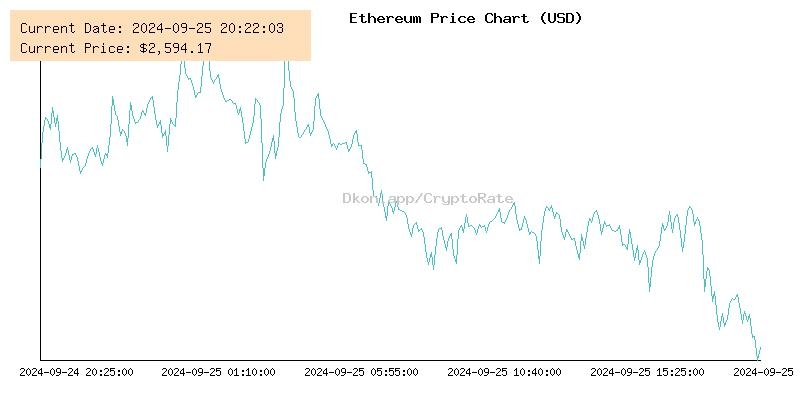 Ethereum Price Chart (USD)
Current Date: 2024-09-25 20:22:03
Current Price: $2,594.17
Dkon.app/CryptoRate
2024-09-24 20:25:00 2024-09-25 01:10:00 2024-09-25 05:55:00 2024-09-25 10:40:00 2024-09-25 15:25:00 2024-09-25